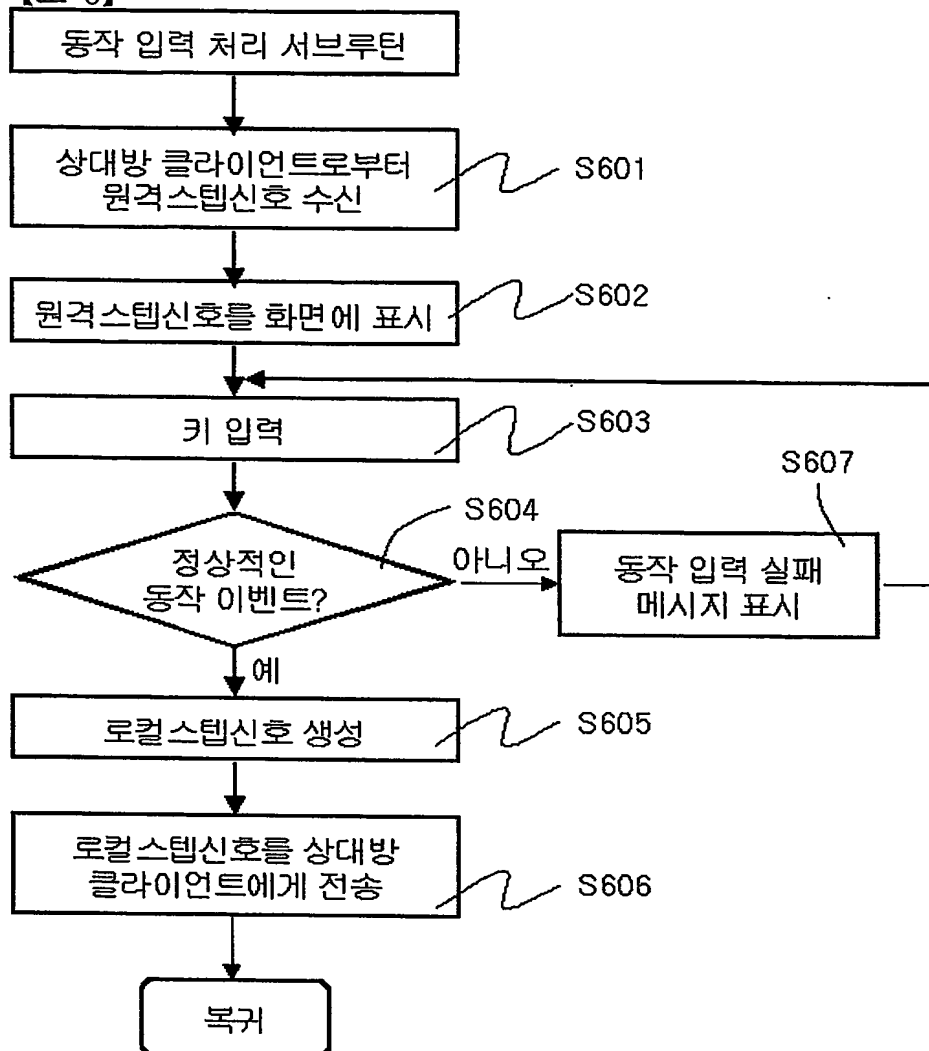 동작 입력 처리 서브루틴
상대방 클라이언트로부터
원격스텝신호 수신
S601
원격스텝신호를 화면에 표시
S602
키 입력
S603
정상적인
동작 이벤트?
S604
아니오
동작 입력 실패
메시지 표시
S607
예
로컬스텝신호 생성
S605
로컬스텝신호를 상대방
클라이언트에게 전송
S606
복귀